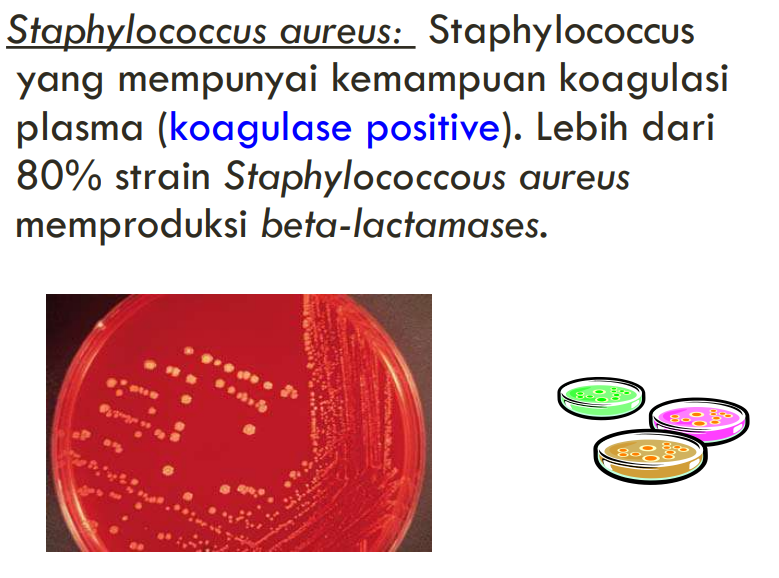 Staphylococcus aureus: Staphylococcus
yang mempunyai kemampuan koagulasi
plasma (koagulase positive). Lebih dari
80% strain Staphylococcous aureus
memproduksi beta-lactamases.